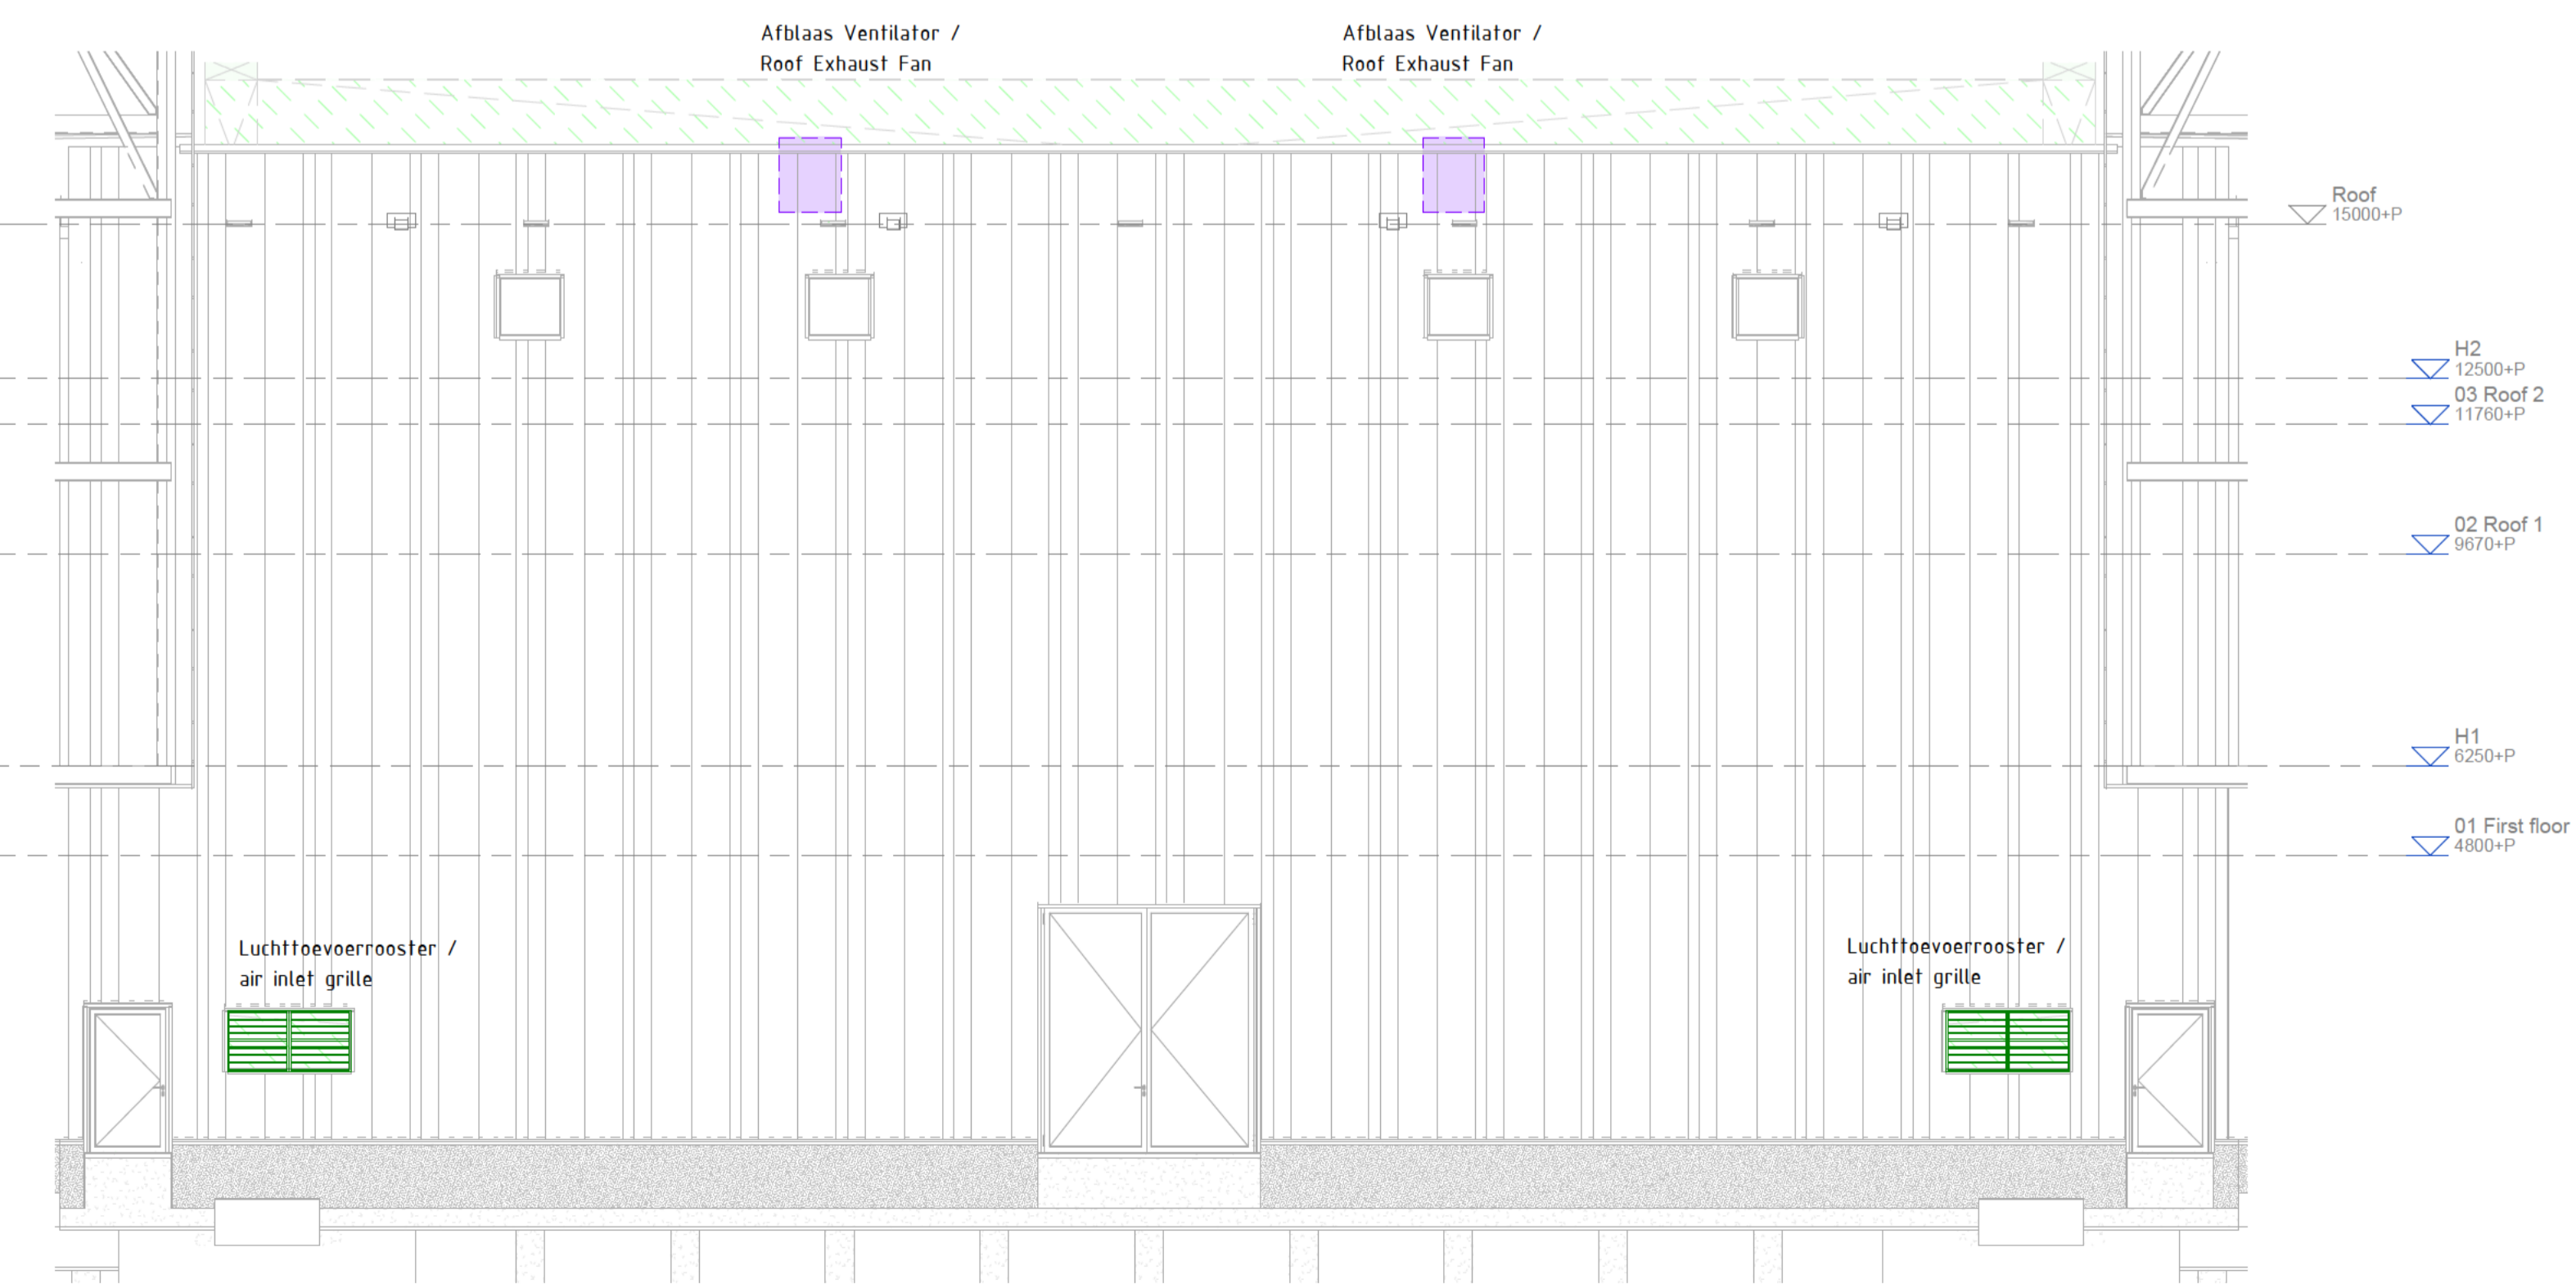 Afblaas Ventilator /
Roof Exhaust Fan
Afblaas Ventilator /
Roof Exhaust Fan
Roof
15000+P
H2
12500+P
03 Roof 2
11760+P
02 Roof 1
9670+P
H1
6250+P
01 First floor
4800+P
Luchttoevoerrooster /
air inlet grille
Luchttoevoerrooster /
air inlet grille